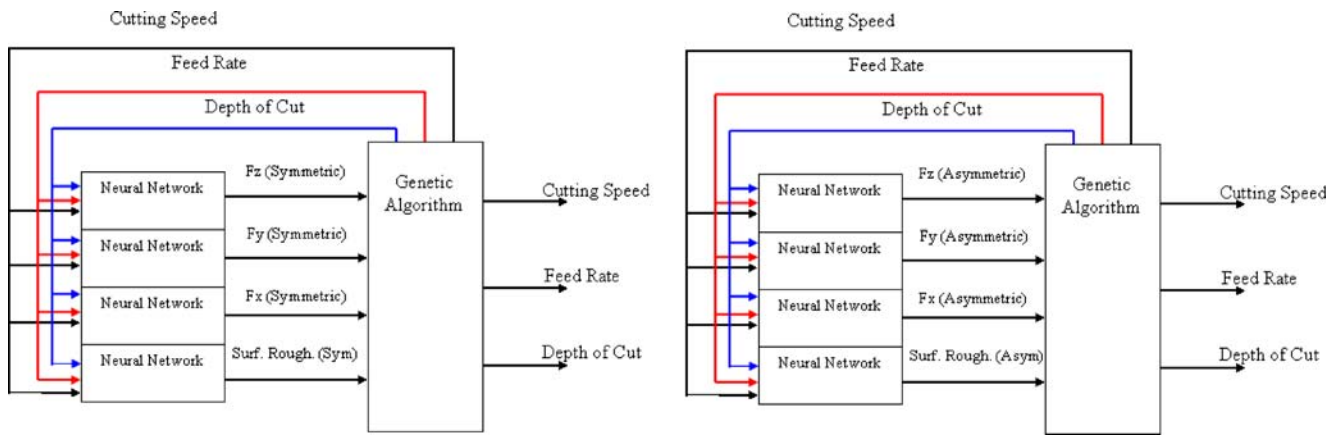 Cutting Speed
Feed Rate
Depth of Cut
Neural Network
Fz (Symmetric)
Neural Network
Fy (Symmetric)
Neural Network
Fx (Symmetric)
Neural Network
Surf. Rough. (Sym)
Genetic
Algorithm
Cutting Speed
Feed Rate
Depth of Cut
Cutting Speed
Feed Rate
Depth of Cut
Neural Network
Fz (Asymmetric)
Neural Network
Fy (Asymmetric)
Neural Network
Fx (Asymmetric)
Neural Network
Surf. Rough. (Asym)
Genetic
Algorithm
Cutting Speed
Feed Rate
Depth of Cut